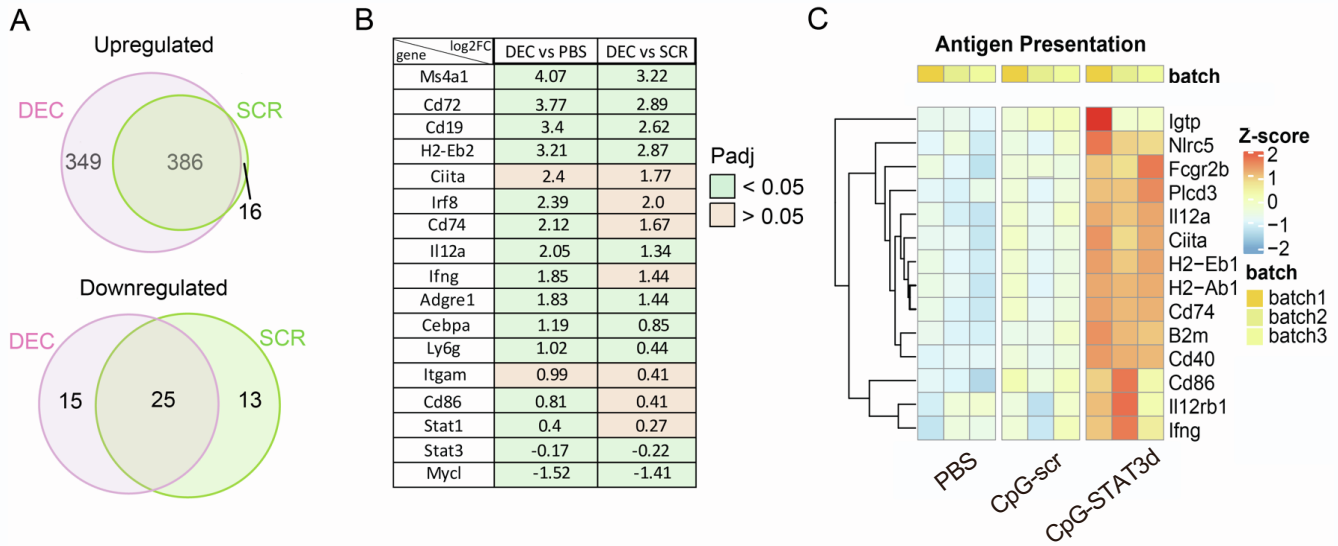 A
Upregulated
DEC
SCR
349
386
16
Downregulated
DEC
SCR
15
25
13
B
gene log2FC DEC vs PBS DEC vs SCR
Ms4a1 4.07 3.22
Cd72 3.77 2.89
Cd19 3.4 2.62
H2-Eb2 3.21 2.87
Ciita 2.4 1.77
Irf8 2.39 2.0
Cd74 2.12 1.67
Il12a 2.05 1.34
Ifng 1.85 1.44
Adgre1 1.83 1.44
Cebpa 1.19 0.85
Ly6g 1.02 0.44
Itgam 0.99 0.41
Cd86 0.81 0.41
Stat1 0.4 0.27
Stat3 -0.17 -0.22
Mycl -1.52 -1.41
Padj
< 0.05
> 0.05
C
Antigen Presentation
batch
Igtp
Nlrc5
Fcgr2b
Plcd3
Il12a
Ciita
H2−Eb1
H2−Ab1
Cd74
B2m
Cd40
Cd86
Il12rb1
Ifng
PBS
CpG-scr
CpG-STAT3d
Z-score
2
1
0
−1
−2
batch
batch1
batch2
batch3